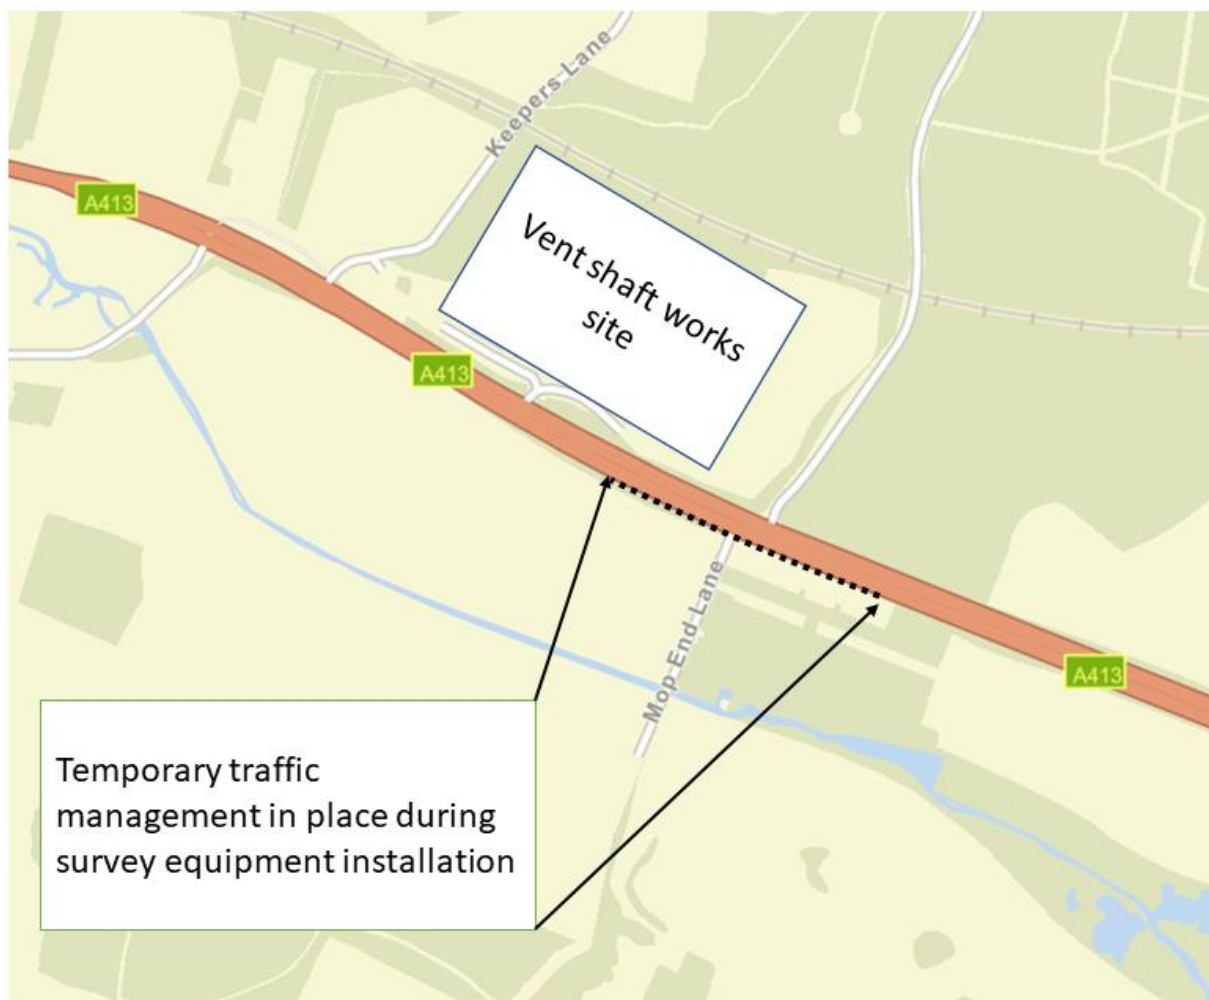 Keepers Lane
A413
Vent shaft works
site
A413
Mop End Lane
A413
Temporary traffic
management in place during
survey equipment installation